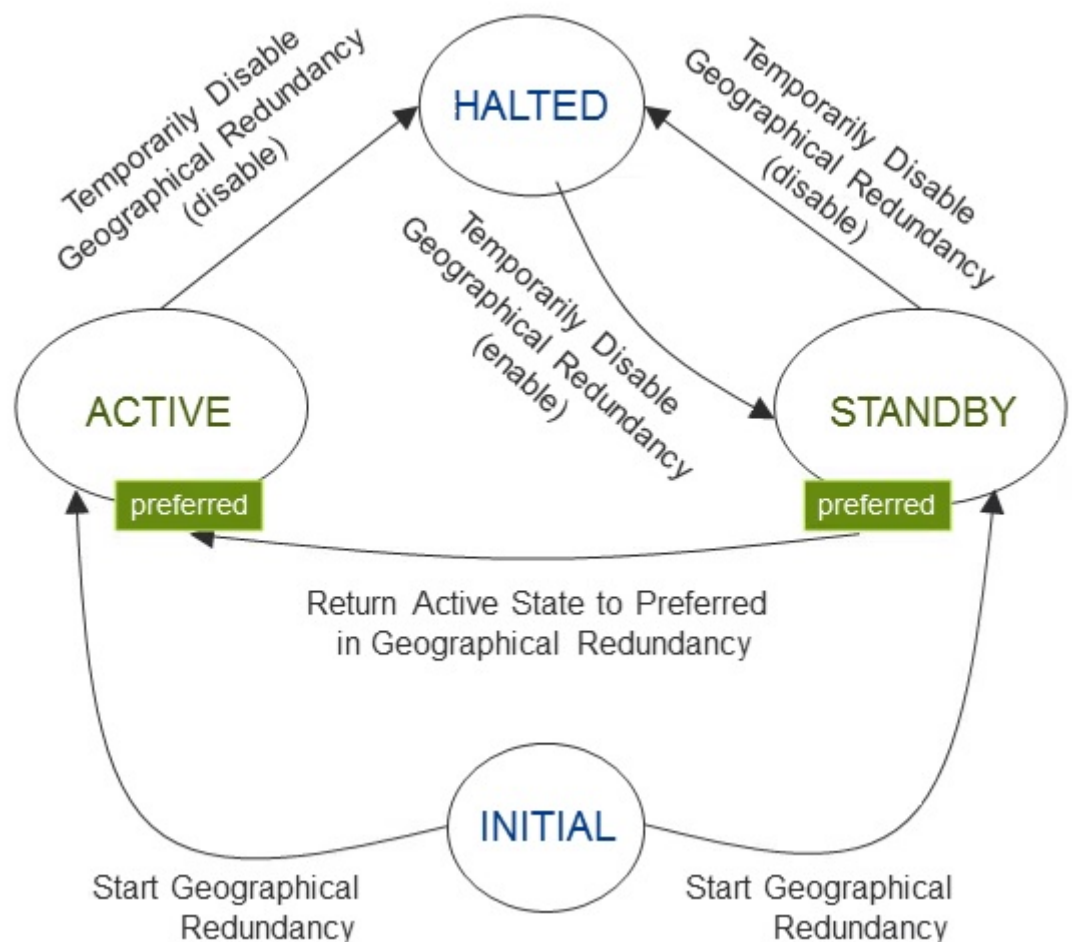 Temporarily Disable
Geographical Redundancy
(disable)
HALTED
Temporarily Disable
Geographical Redundancy
(disable)
Temporarily Disable
Geographical Redundancy
(enable)
ACTIVE
preferred
STANDBY
preferred
Return Active State to Preferred
in Geographical Redundancy
INITIAL
Start Geographical
Redundancy
Start Geographical
Redundancy